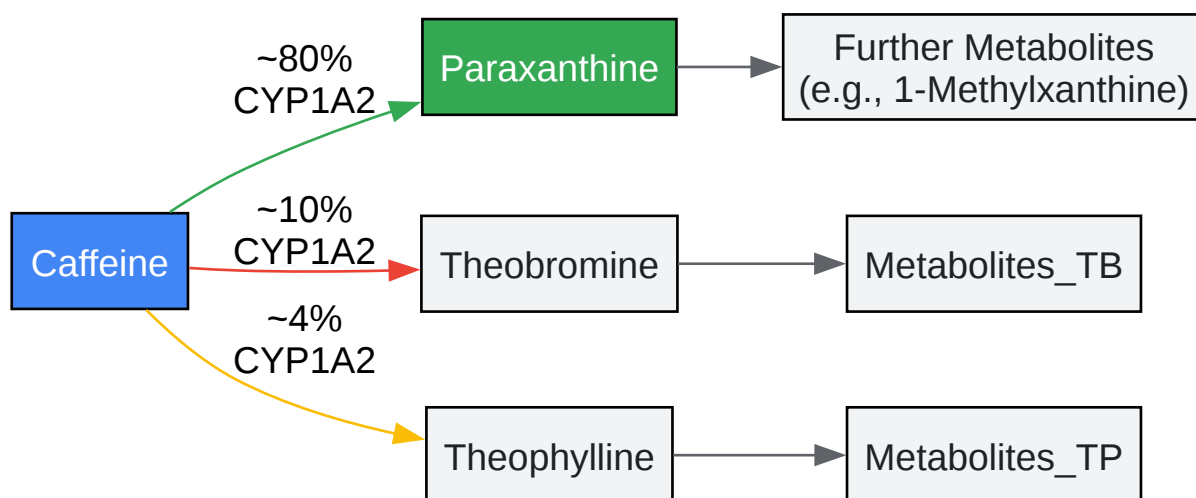 ~80%
CYP1A2
Paraxanthine
Further Metabolites
(e.g., 1-Methylxanthine)
Caffeine
~10%
CYP1A2
Theobromine
Metabolites_TB
~4%
CYP1A2
Theophylline
Metabolites_TP